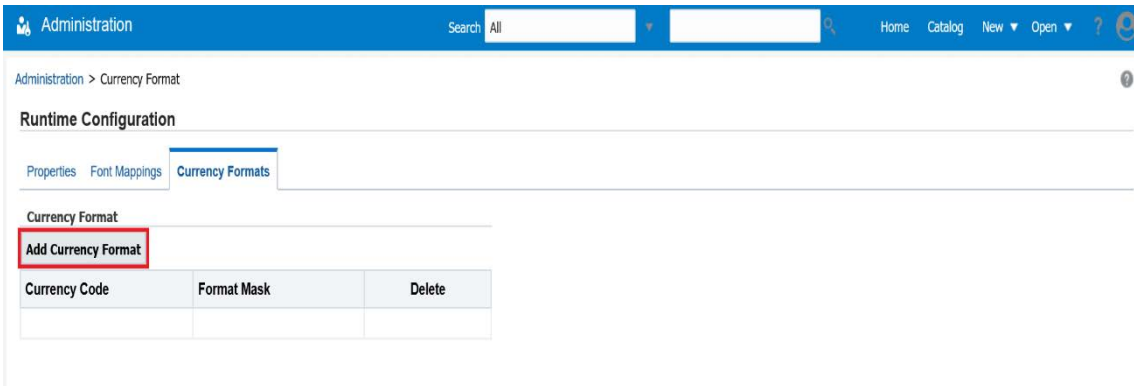 Administration Search All Home Catalog New Open ?
Administration > Currency Format ?
Runtime Configuration
Properties Font Mappings Currency Formats
Currency Format
Add Currency Format
Currency Code Format Mask Delete